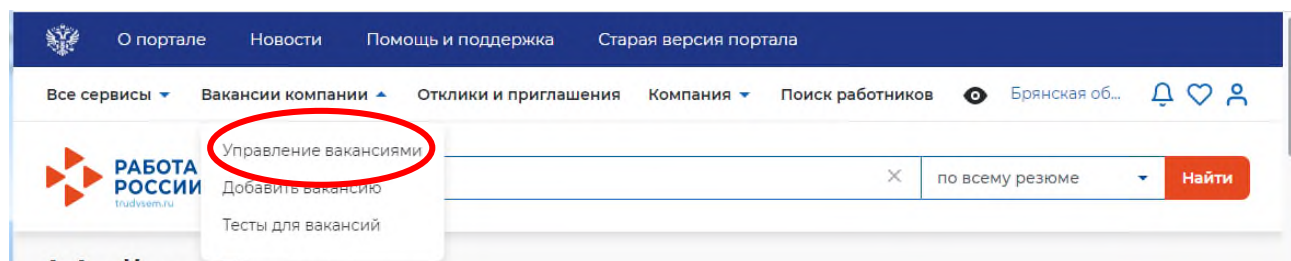 О портале Новости Помощь и поддержка Старая версия портала
Все сервисы Вакансии компании Отклики и приглашения Компания Поиск работников Брянская об...
Управление вакансиями
РАБОТА
РОССИИ
trudvsem.ru
по всему резюме Найти
Добавить вакансию
Тесты для вакансий